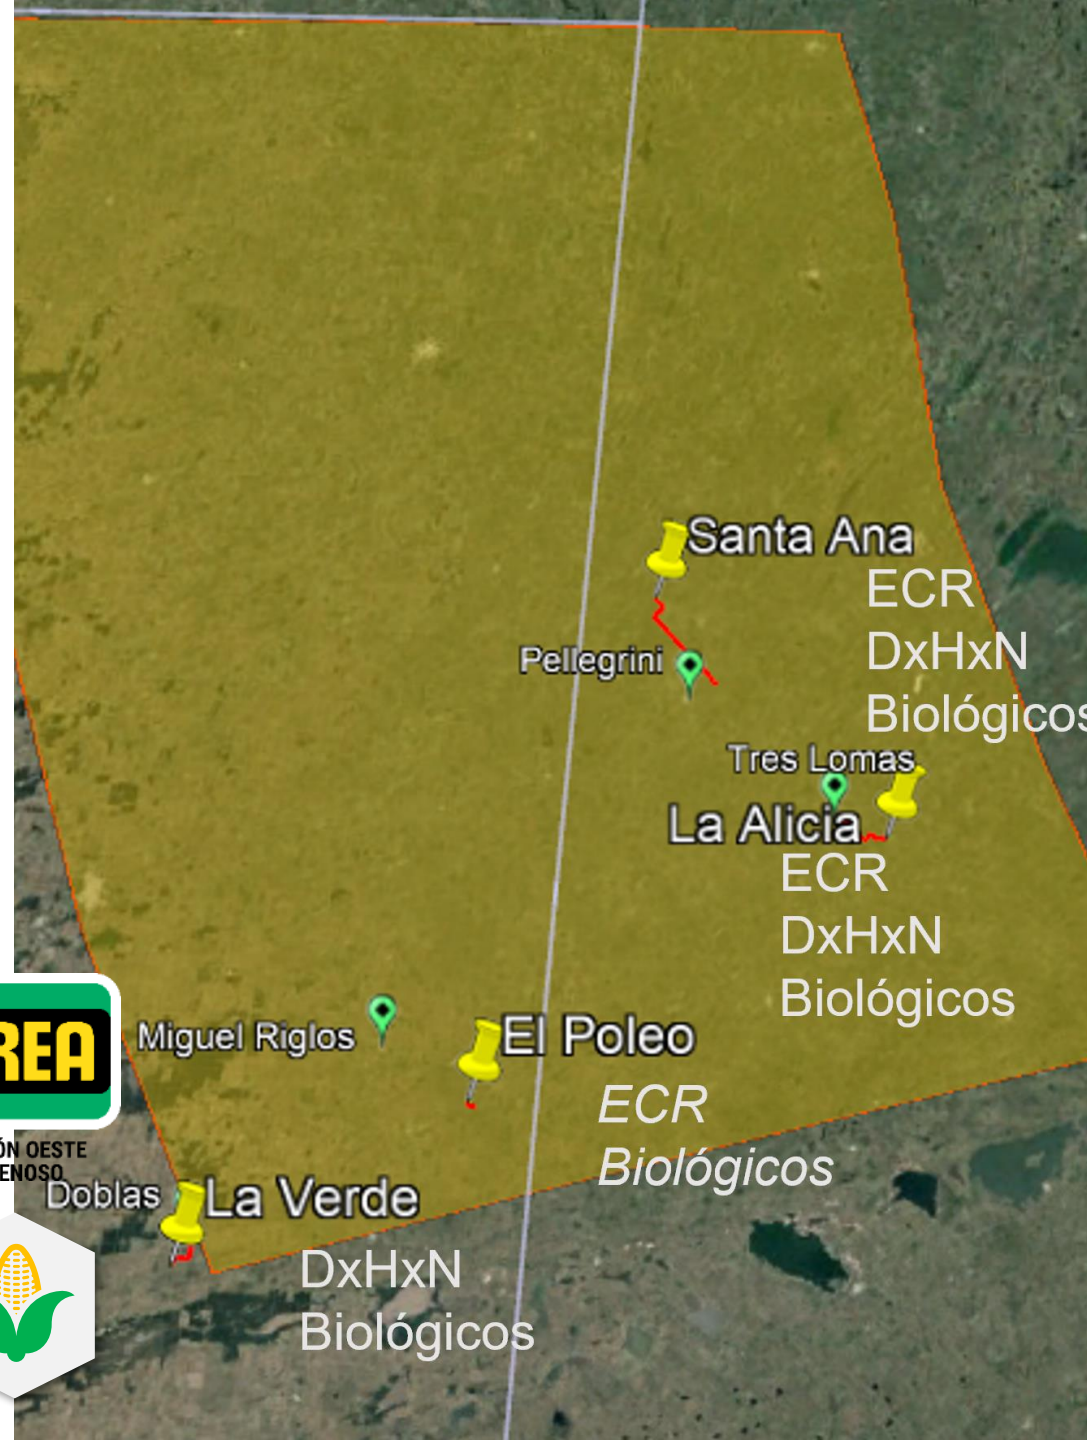 Santa Ana
ECR
DxHxN
Biológicos
Pellegrini
Tres Lomas
La Alicia
ECR
DxHxN
Biológicos
Miguel Riglos
El Poleo
ECR
Biológicos
REA
ÓN OESTE
ENOSO
Doblas
La Verde
DxHxN
Biológicos